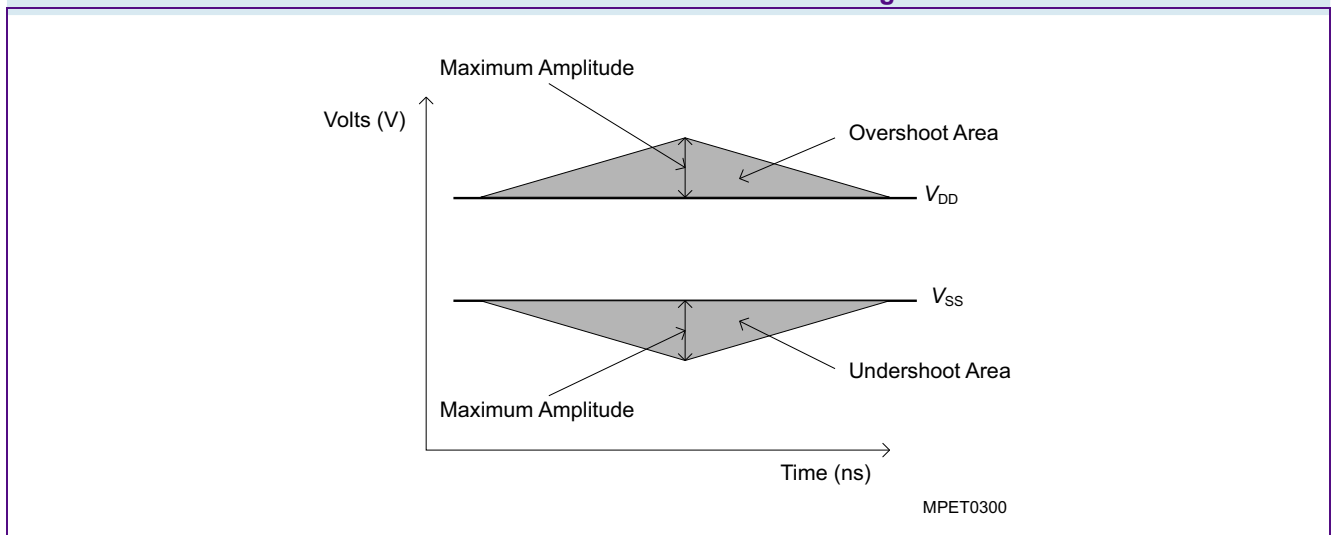 Maximum Amplitude
Volts (V)
Overshoot Area
VDD
VSS
Undershoot Area
Maximum Amplitude
Time (ns)
MPET0300